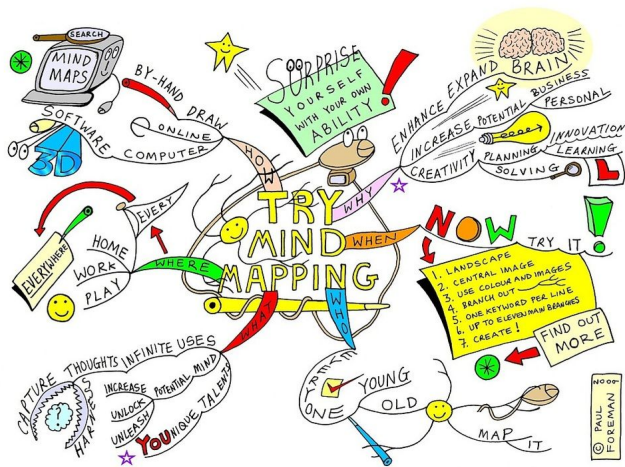 SEARCH
MIND
MAPS
BY-HAND DRAW
ONLINE
SOFTWARE
COMPUTER
3D
HOW
SURPRISE
YOURSELF
WITH YOUR OWN
ABILITY
!
WHY
ENHANCE EXPAND BRAIN
INCREASE POTENTIAL BUSINESS
PERSONAL
CREATIVITY
PLANNING INNOVATION
LEARNING
SOLVING
L
TRY
MIND
MAPPING
WHERE
EVERY
EVERYWHERE
HOME
WORK
PLAY
WHEN
NOW
TRY IT
!
1. LANDSCAPE
2. CENTRAL IMAGE
3. USE COLOUR AND IMAGES
4. BRANCH OUT
5. ONE KEYWORD PER LINE
6. UP TO ELEVEN MAIN BRANCHES
7. CREATE!
FIND OUT
MORE
WHAT
CAPTURE THOUGHTS INFINITE USES
INCREASE
UNLOCK POTENTIAL MIND
UNLEASH
YOUNIQUE TALENTS
WHO
EVERYONE
YOUNG
OLD
MAP
IT
© PAUL
FOREMAN
2009